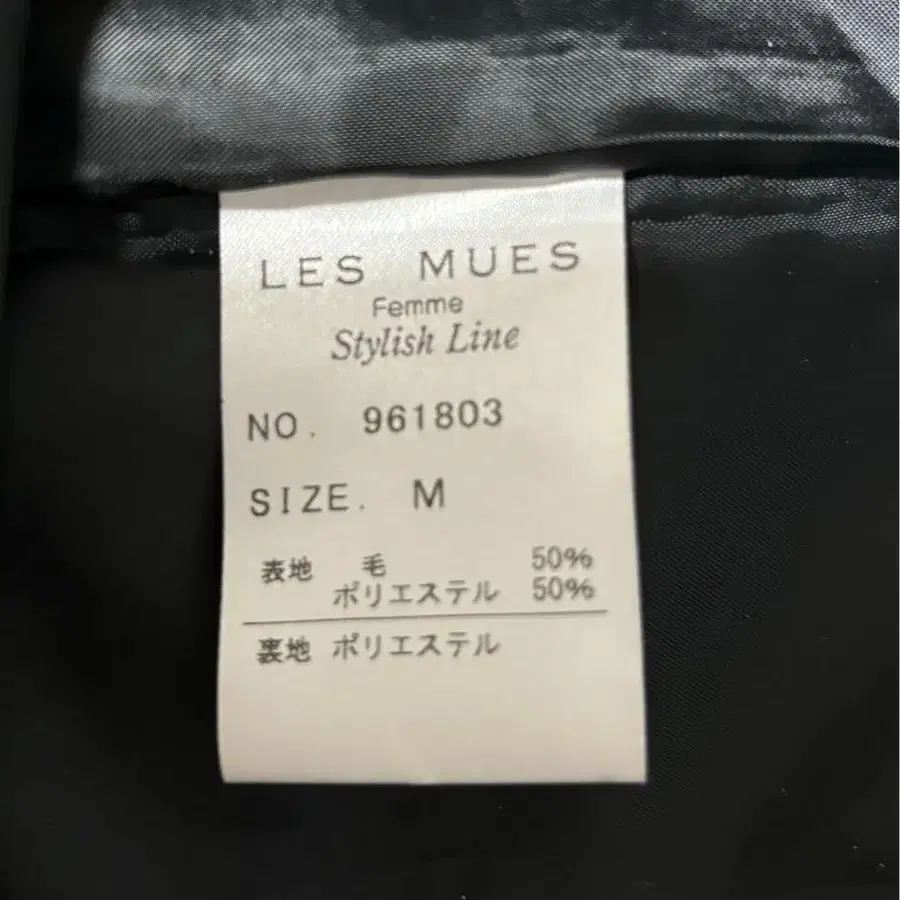 LES MUES
Femme
Stylish Line
NO. 961803
SIZE. M
表地 毛 50%
ポリエステル 50%
裏地 ポリエステル